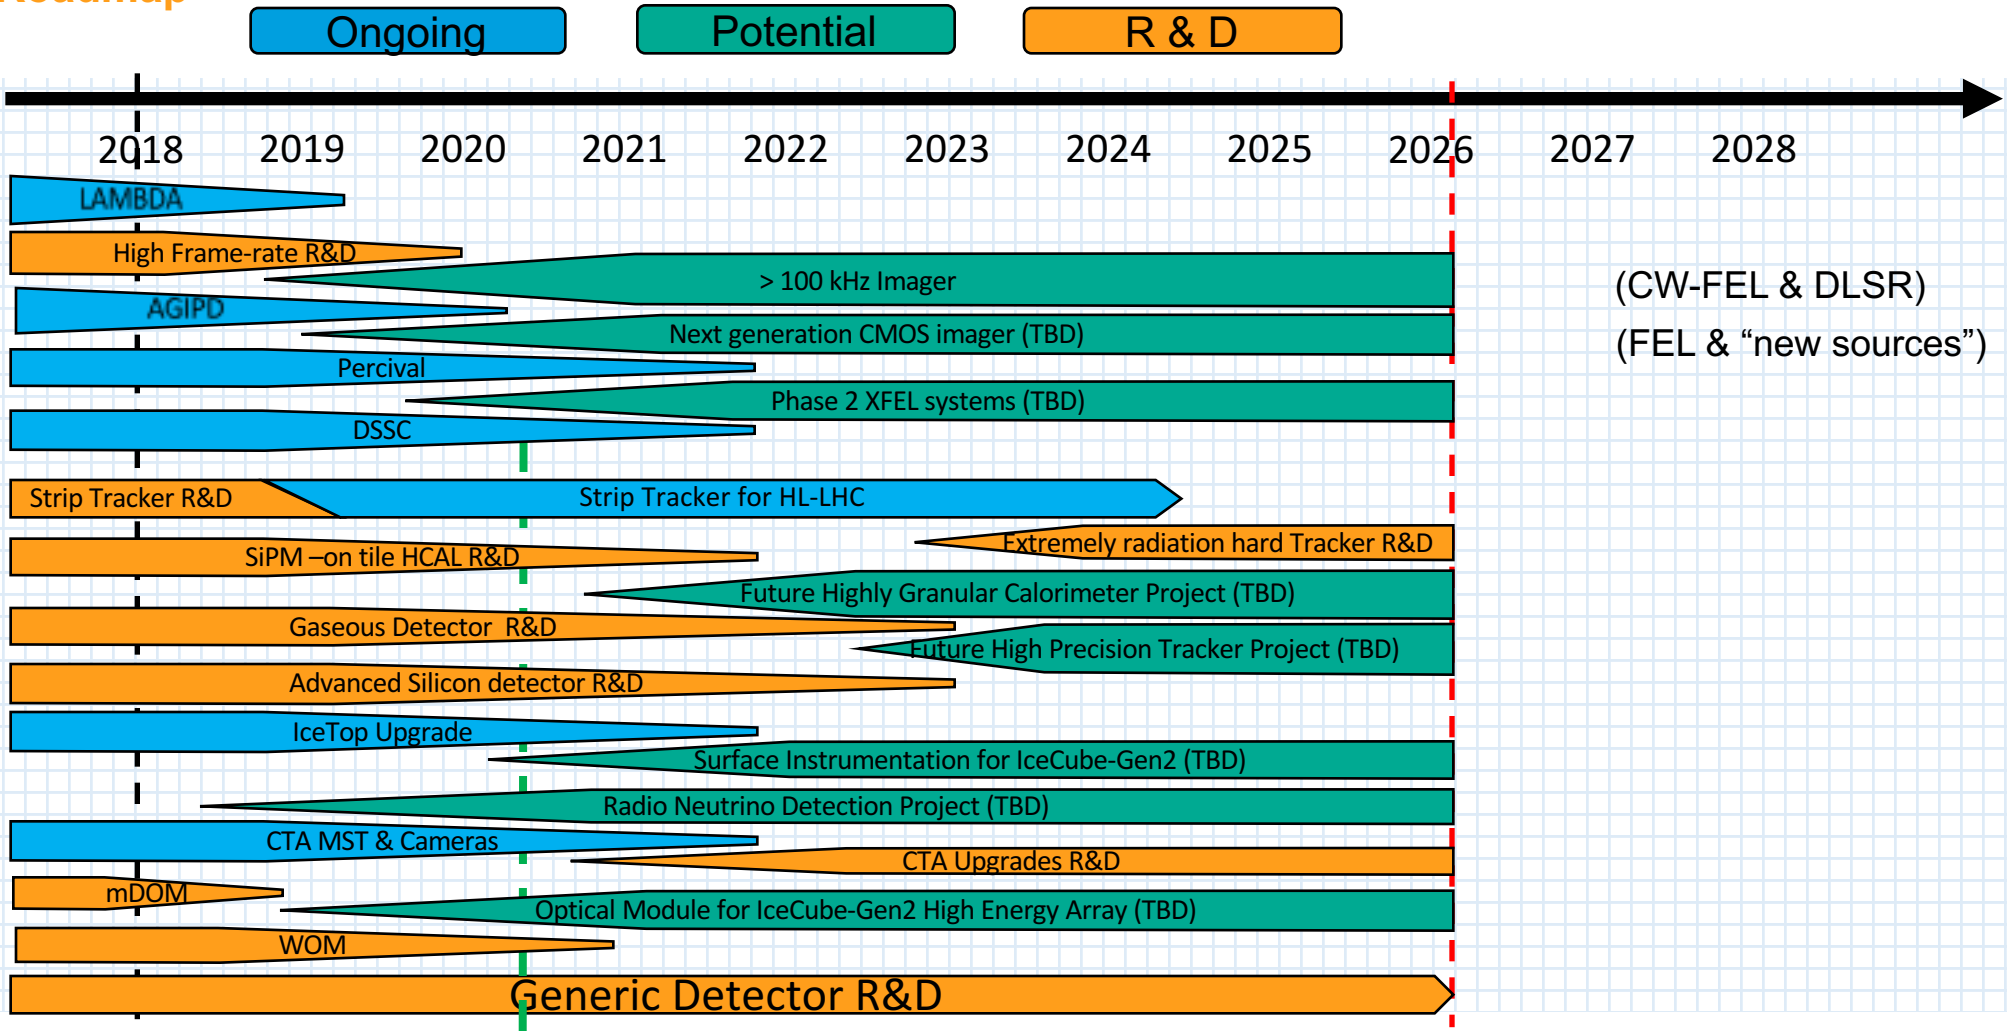 Roadmap
Ongoing Potential R & D
2018 2019 2020 2021 2022 2023 2024 2025 2026 2027 2028
LAMBDA
High Frame-rate R&D
> 100 kHz Imager
(CW-FEL & DLSR)
AGIPD
Next generation CMOS imager (TBD)
(FEL & “new sources”)
Percival
Phase 2 XFEL systems (TBD)
DSSC
Strip Tracker R&D
Strip Tracker for HL-LHC
Extremely radiation hard Tracker R&D
SiPM –on tile HCAL R&D
Future Highly Granular Calorimeter Project (TBD)
Gaseous Detector R&D
Future High Precision Tracker Project (TBD)
Advanced Silicon detector R&D
IceTop Upgrade
Surface Instrumentation for IceCube-Gen2 (TBD)
Radio Neutrino Detection Project (TBD)
CTA MST & Cameras
CTA Upgrades R&D
mDOM
Optical Module for IceCube-Gen2 High Energy Array (TBD)
WOM
Generic Detector R&D